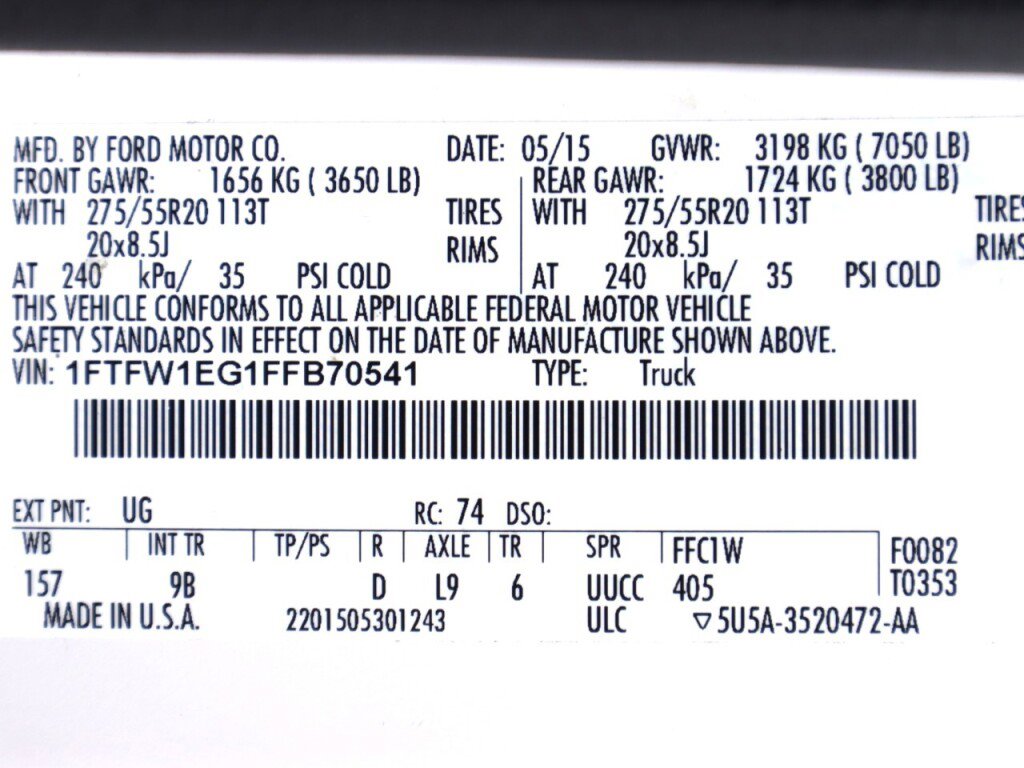 MFD. BY FORD MOTOR CO. DATE: 05/15 GVWR: 3198 KG ( 7050 LB)
FRONT GAWR: 1656 KG ( 3650 LB) REAR GAWR: 1724 KG ( 3800 LB)
WITH 275/55R20 113T TIRES WITH 275/55R20 113T TIRES
20x8.5J RIMS 20x8.5J RIMS
AT 240 kPa/ 35 PSI COLD AT 240 kPa/ 35 PSI COLD
THIS VEHICLE CONFORMS TO ALL APPLICABLE FEDERAL MOTOR VEHICLE
SAFETY STANDARDS IN EFFECT ON THE DATE OF MANUFACTURE SHOWN ABOVE.
VIN: 1FTFW1EG1FFB70541 TYPE: Truck
EXT PNT: UG RC: 74 DSO:
WB INT TR TP/PS R AXLE TR SPR FFC1W F0082
157 9B D L9 6 UUCC 405 T0353
MADE IN U.S.A. 2201505301243 ULC ▽5U5A-3520472-AA